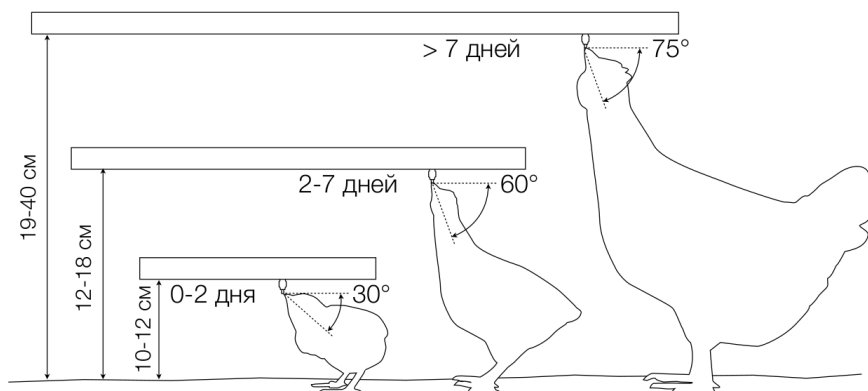 > 7 дней
75°
19-40 см
2-7 дней
60°
12-18 см
0-2 дня
30°
10-12 см